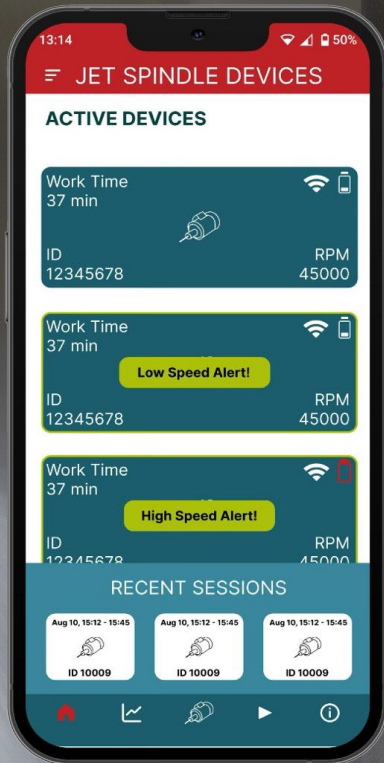 13:14
50%
JET SPINDLE DEVICES
ACTIVE DEVICES
Work Time
37 min
ID
12345678
RPM
45000
Work Time
37 min
Low Speed Alert!
ID
12345678
RPM
45000
Work Time
37 min
High Speed Alert!
ID
12345678
RPM
45000
RECENT SESSIONS
Aug 10, 15:12 - 15:45
ID 10009
Aug 10, 15:12 - 15:45
ID 10009
Aug 10, 15:12 - 15:45
ID 10009